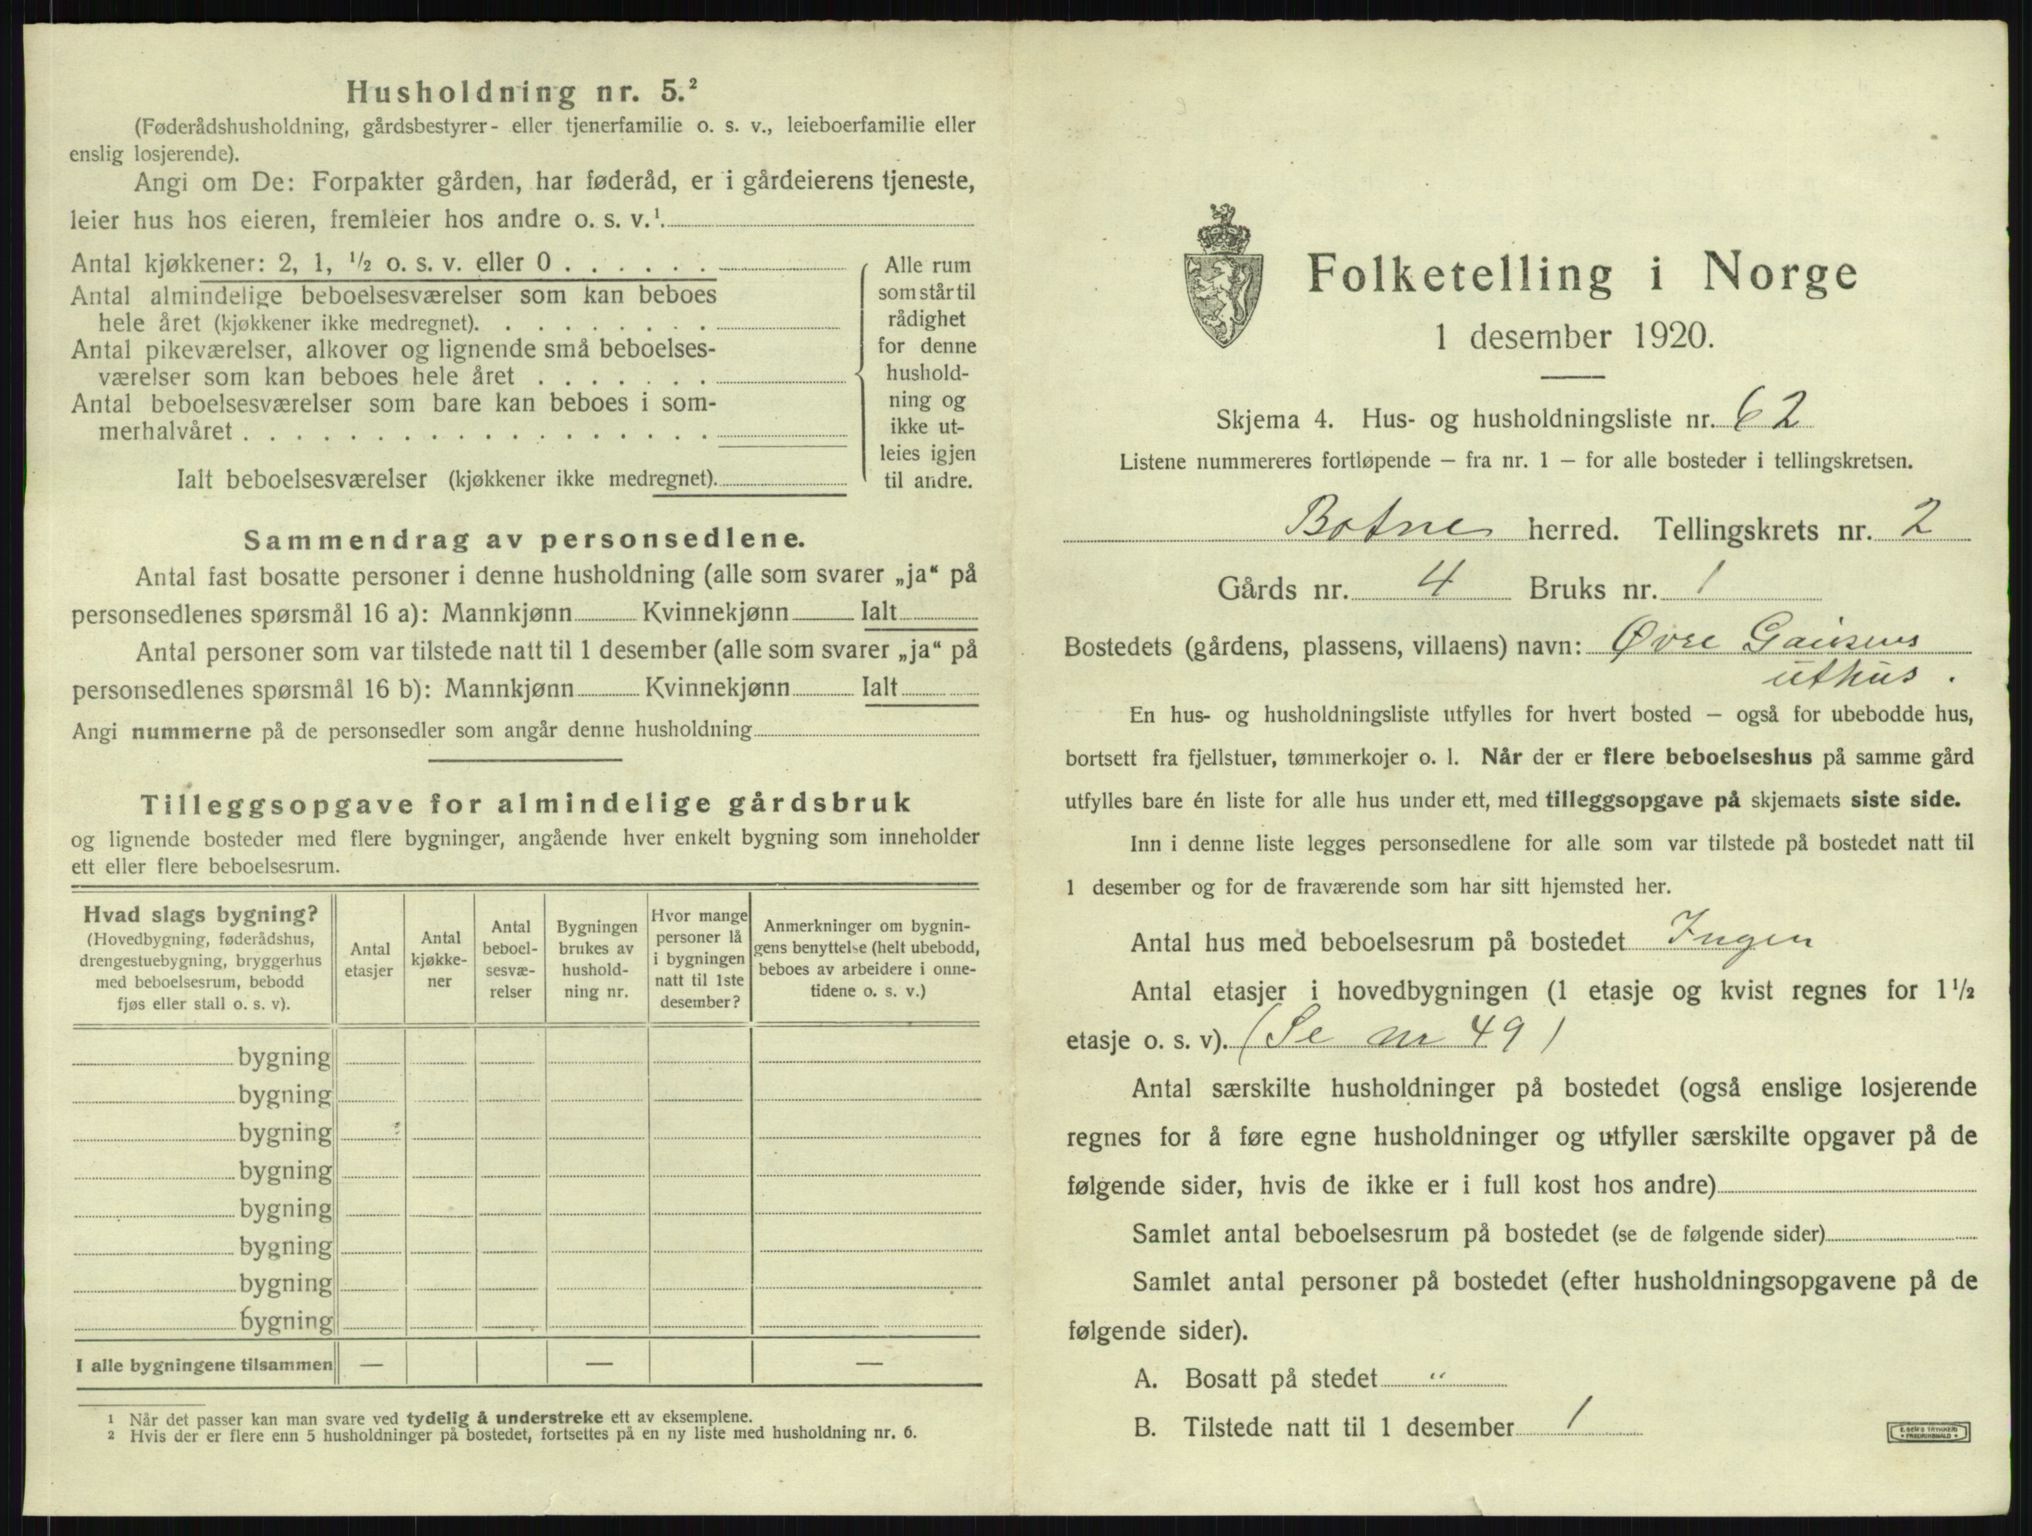 Husholdning nr. 5.²
(Føderådshusholdning, gårdsbestyrer- eller tjenerfamilie o. s. v., leieboerfamilie eller
enslig losjerende).
Angi om De: Forpakter gården, har føderåd, er i gårdeierens tjeneste,
leier hus hos eieren, fremleier hos andre o. s. v.¹.
Antal kjøkkener: 2, 1, ½ o. s. v. eller 0 . . . . . .
Antal almindelige beboelsesværelser som kan beboes
hele året (kjøkkener ikke medregnet). . . . . . . . .
Antal pikeværelser, alkover og lignende små beboelses-
værelser som kan beboes hele året . . . . . . .
Antal beboelsesværelser som bare kan beboes i som-
merhalvåret . . . . . . . . . . . . . . . . . .
Ialt beboelsesværelser (kjøkkener ikke medregnet).
Alle rum
som står til
rådighet
for denne
hushold-
ning og
ikke ut-
leies igjen
til andre.
Sammendrag av personsedlene.
Antal fast bosatte personer i denne husholdning (alle som svarer „ja“ på
personsedlenes spørsmål 16 a): Mannkjønn Kvinnekjønn Ialt
Antal personer som var tilstede natt til 1 desember (alle som svarer „ja“ på
personsedlenes spørsmål 16 b): Mannkjønn Kvinnekjønn Ialt
Angi nummerne på de personsedler som angår denne husholdning
Tilleggsopgave for almindelige gårdsbruk
og lignende bosteder med flere bygninger, angående hver enkelt bygning som inneholder
ett eller flere beboelsesrum.
Hvad slags bygning?
(Hovedbygning, føderådshus,
drengestuebygning, bryggerhus
med beboelsesrum, bebodd
fjøs eller stall o. s. v).
Antal
etasjer
Antal
kjøkke-
ner
Antal
beboel-
sesvæ-
relser
Bygningen
brukes av
hushold-
ning nr.
Hvor mange
personer lå
i bygningen
natt til 1ste
desember?
Anmerkninger om bygnin-
gens benyttelse (helt ubebodd,
beboes av arbeidere i onne-
tidene o. s. v.)
bygning
bygning
bygning
bygning
bygning
bygning
bygning
bygning
I alle bygningene tilsammen — — —
¹ Når det passer kan man svare ved tydelig å understreke ett av eksemplene.
² Hvis der er flere enn 5 husholdninger på bostedet, fortsettes på en ny liste med husholdning nr. 6.
Folketelling i Norge
1 desember 1920.
Skjema 4. Hus- og husholdningsliste nr. 62
Listene nummereres fortløpende – fra nr. 1 – for alle bosteder i tellingskretsen.
Botne herred. Tellingskrets nr. 2
Gårds nr. 4 Bruks nr. 1
Bostedets (gårdens, plassens, villaens) navn: Øvre Gausens
uthus.
En hus- og husholdningsliste utfylles for hvert bosted – også for ubebodde hus,
bortsett fra fjellstuer, tømmerkojer o. l. Når der er flere beboelseshus på samme gård
utfylles bare én liste for alle hus under ett, med tilleggsopgave på skjemaets siste side.
Inn i denne liste legges personsedlene for alle som var tilstede på bostedet natt til
1 desember og for de fraværende som har sitt hjemsted her.
Antal hus med beboelsesrum på bostedet Ingen
Antal etasjer i hovedbygningen (1 etasje og kvist regnes for 1½
etasje o. s. v). (Se nr 49)
Antal særskilte husholdninger på bostedet (også enslige losjerende
regnes for å føre egne husholdninger og utfyller særskilte opgaver på de
følgende sider, hvis de ikke er i full kost hos andre)
Samlet antal beboelsesrum på bostedet (se de følgende sider)
Samlet antal personer på bostedet (efter husholdningsopgavene på de
følgende sider).
A. Bosatt på stedet „
B. Tilstede natt til 1 desember 1